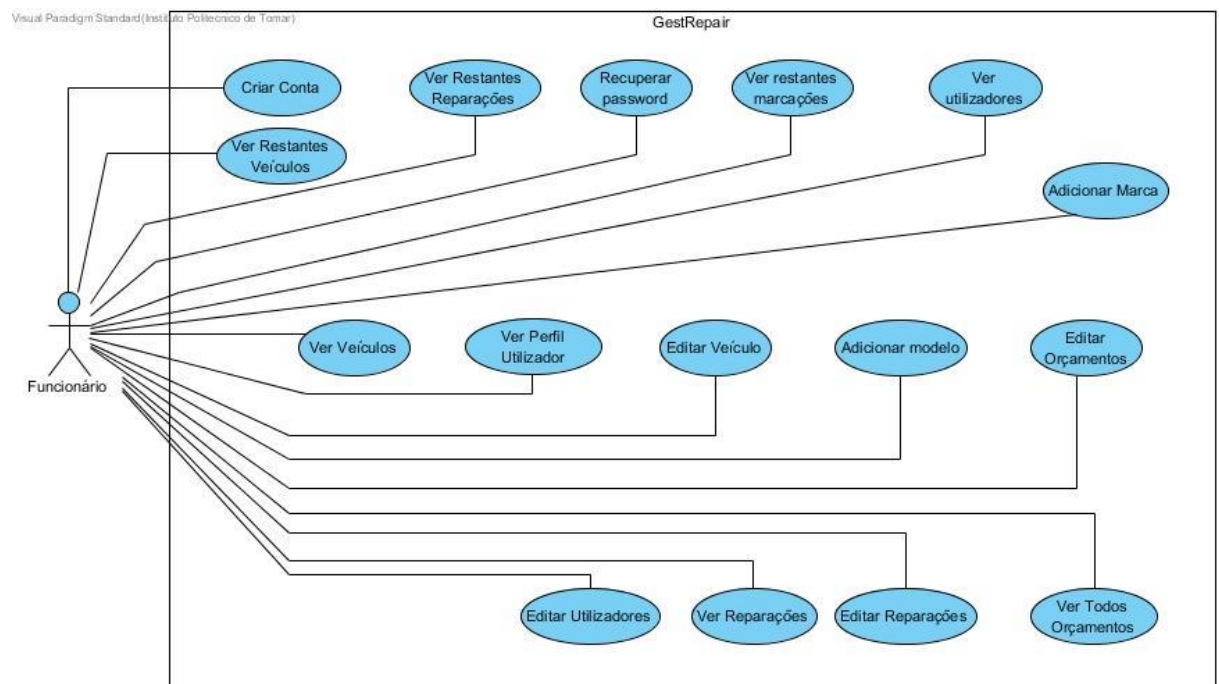 Visual Paradigm Standard(Instituto Politecnico de Tomar)
GestRepair
Criar Conta
Ver Restantes
Reparações
Recuperar
password
Ver restantes
marcações
Ver
utilizadores
Ver Restantes
Veículos
Adicionar Marca
Funcionário
Ver Veículos
Ver Perfil
Utilizador
Editar Veículo
Adicionar modelo
Editar
Orçamentos
Editar Utilizadores
Ver Reparações
Editar Reparações
Ver Todos
Orçamentos